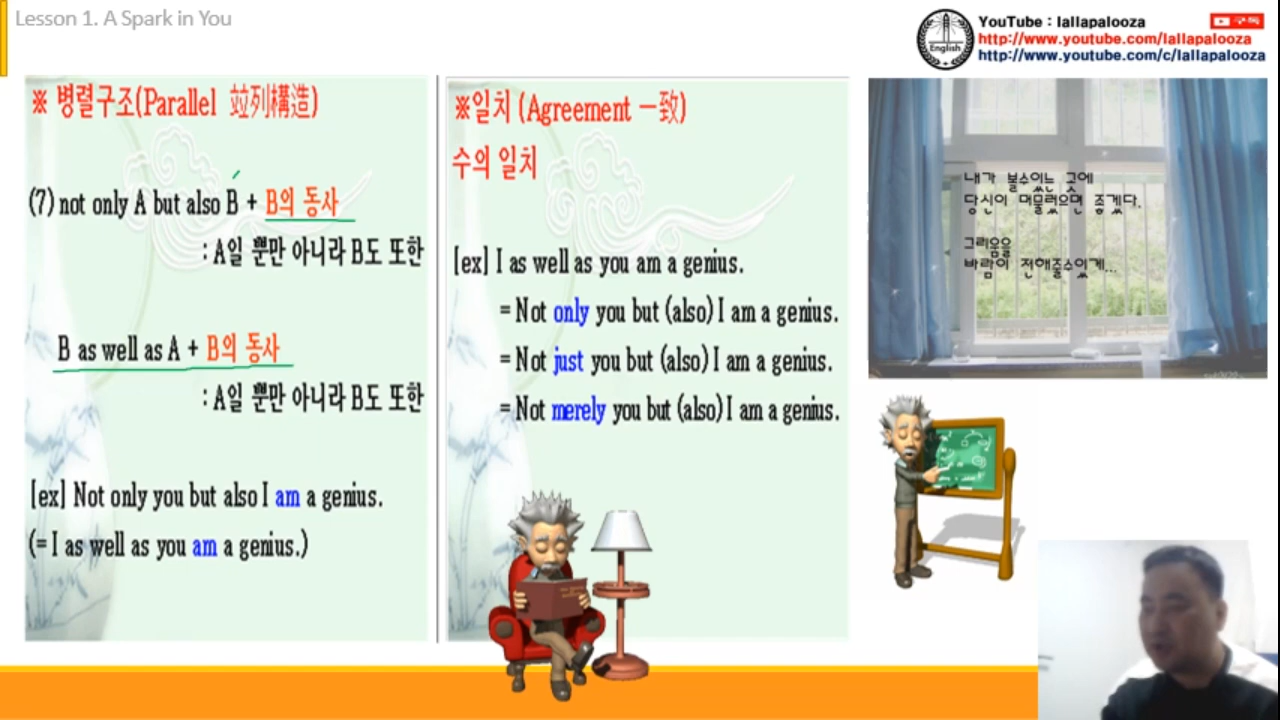 Lesson 1. A Spark in You
English
YouTube : lallapalooza
구독
http://www.youtube.com/lallapalooza
http://www.youtube.com/c/lallapalooza
※ 병렬구조(Parallel 竝列構造)
(7) not only A but also B + B의 동사
: A일 뿐만 아니라 B도 또한
B as well as A + B의 동사
: A일 뿐만 아니라 B도 또한
[ex] Not only you but also I am a genius.
(= I as well as you am a genius.)
※일치 (Agreement 一致)
수의 일치
[ex] I as well as you am a genius.
= Not only you but (also) I am a genius.
= Not just you but (also) I am a genius.
= Not merely you but (also) I am a genius.
내가 볼수있는 곳에
당신이 머물렀으면 좋겠다.
그리움을
바람이 전해줄수있게...